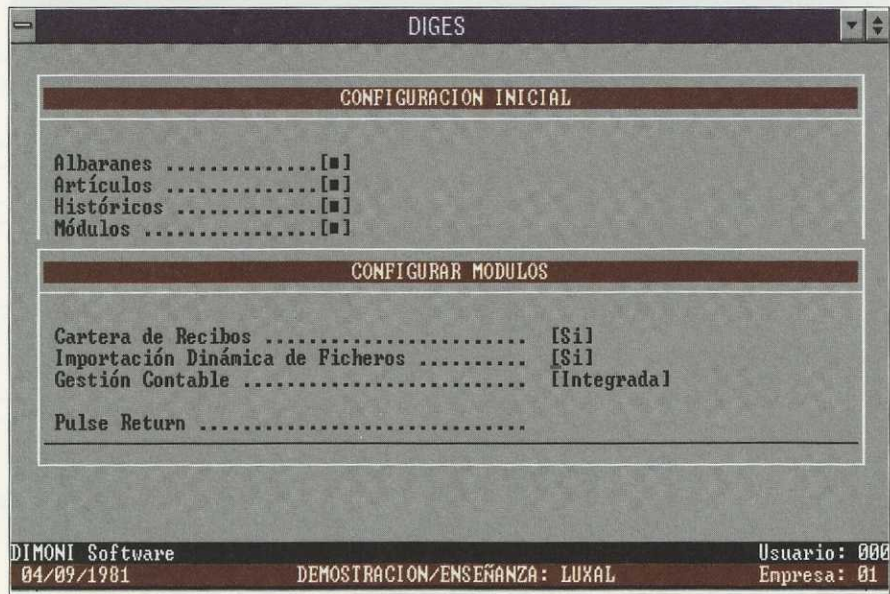 DIGES
CONFIGURACION INICIAL
Albaranes ..............[■]
Artículos ..............[■]
Históricos .............[■]
Módulos ................[■]
CONFIGURAR MODULOS
Cartera de Recibos ........................ [Si]
Importación Dinámica de Ficheros .......... [Si]
Gestión Contable .......................... [Integrada]
Pulse Return ..............................
DIMONI Software Usuario: 000
04/09/1981 DEMOSTRACION/ENSEÑANZA: LUXAL Empresa: 01